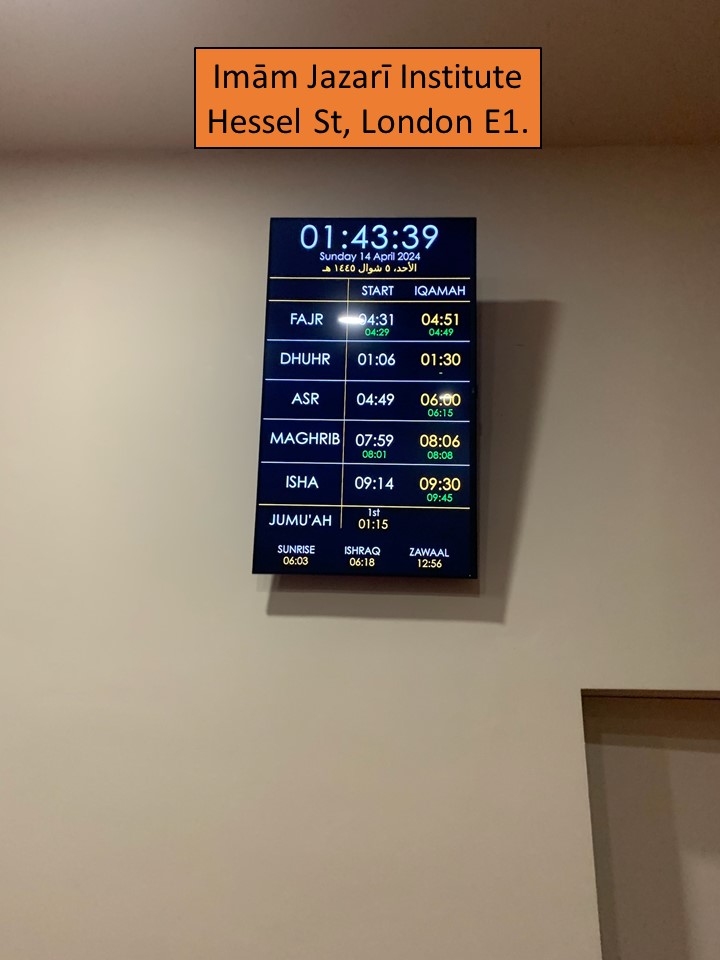 Imām Jazarī Institute
Hessel St, London E1.
01:43:39
Sunday 14 April 2024
الأحد، ٥ شوال ١٤٤٥ هـ
START IQAMAH
FAJR 04:31 04:51
04:29 04:49
DHUHR 01:06 01:30
-
ASR 04:49 06:00
06:15
MAGHRIB 07:59 08:06
08:01 08:08
ISHA 09:14 09:30
09:45
1st
JUMU'AH 01:15
SUNRISE ISHRAQ ZAWAAL
06:03 06:18 12:56